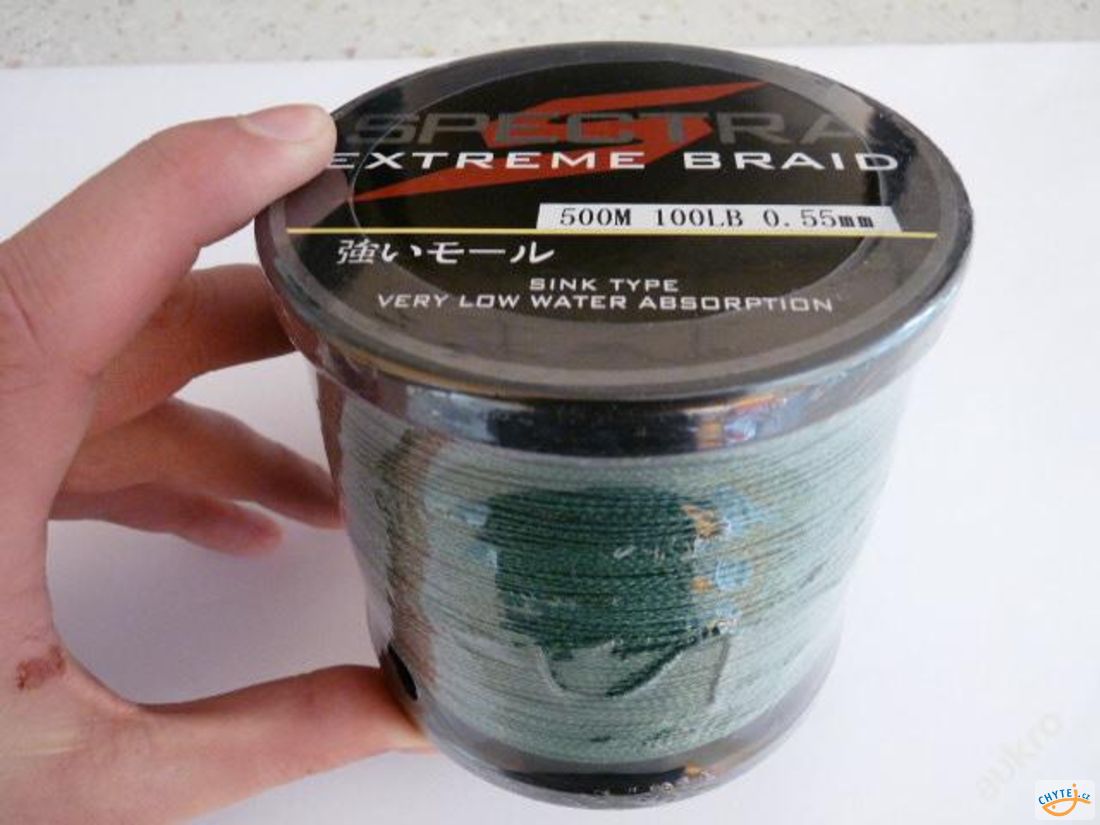 SPECTRA
EXTREME BRAID
500M 100LB 0.55mm
強いモール
SINK TYPE
VERY LOW WATER ABSORPTION
aukro
CHYTEJ.cz